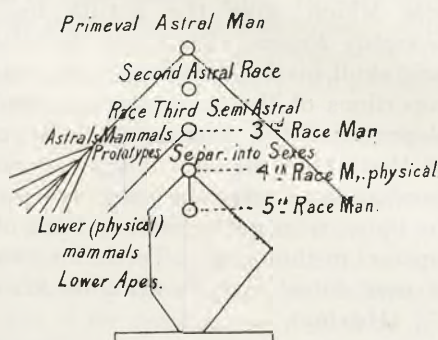 Primeval Astral Man
Second Astral Race
Race Third Semi Astral
Astrals Mammals
3rd Race Man
Prototypes Separ. into Sexes
4th Race M,. physical
5th Race Man.
Lower (physical)
mammals
Lower Apes.